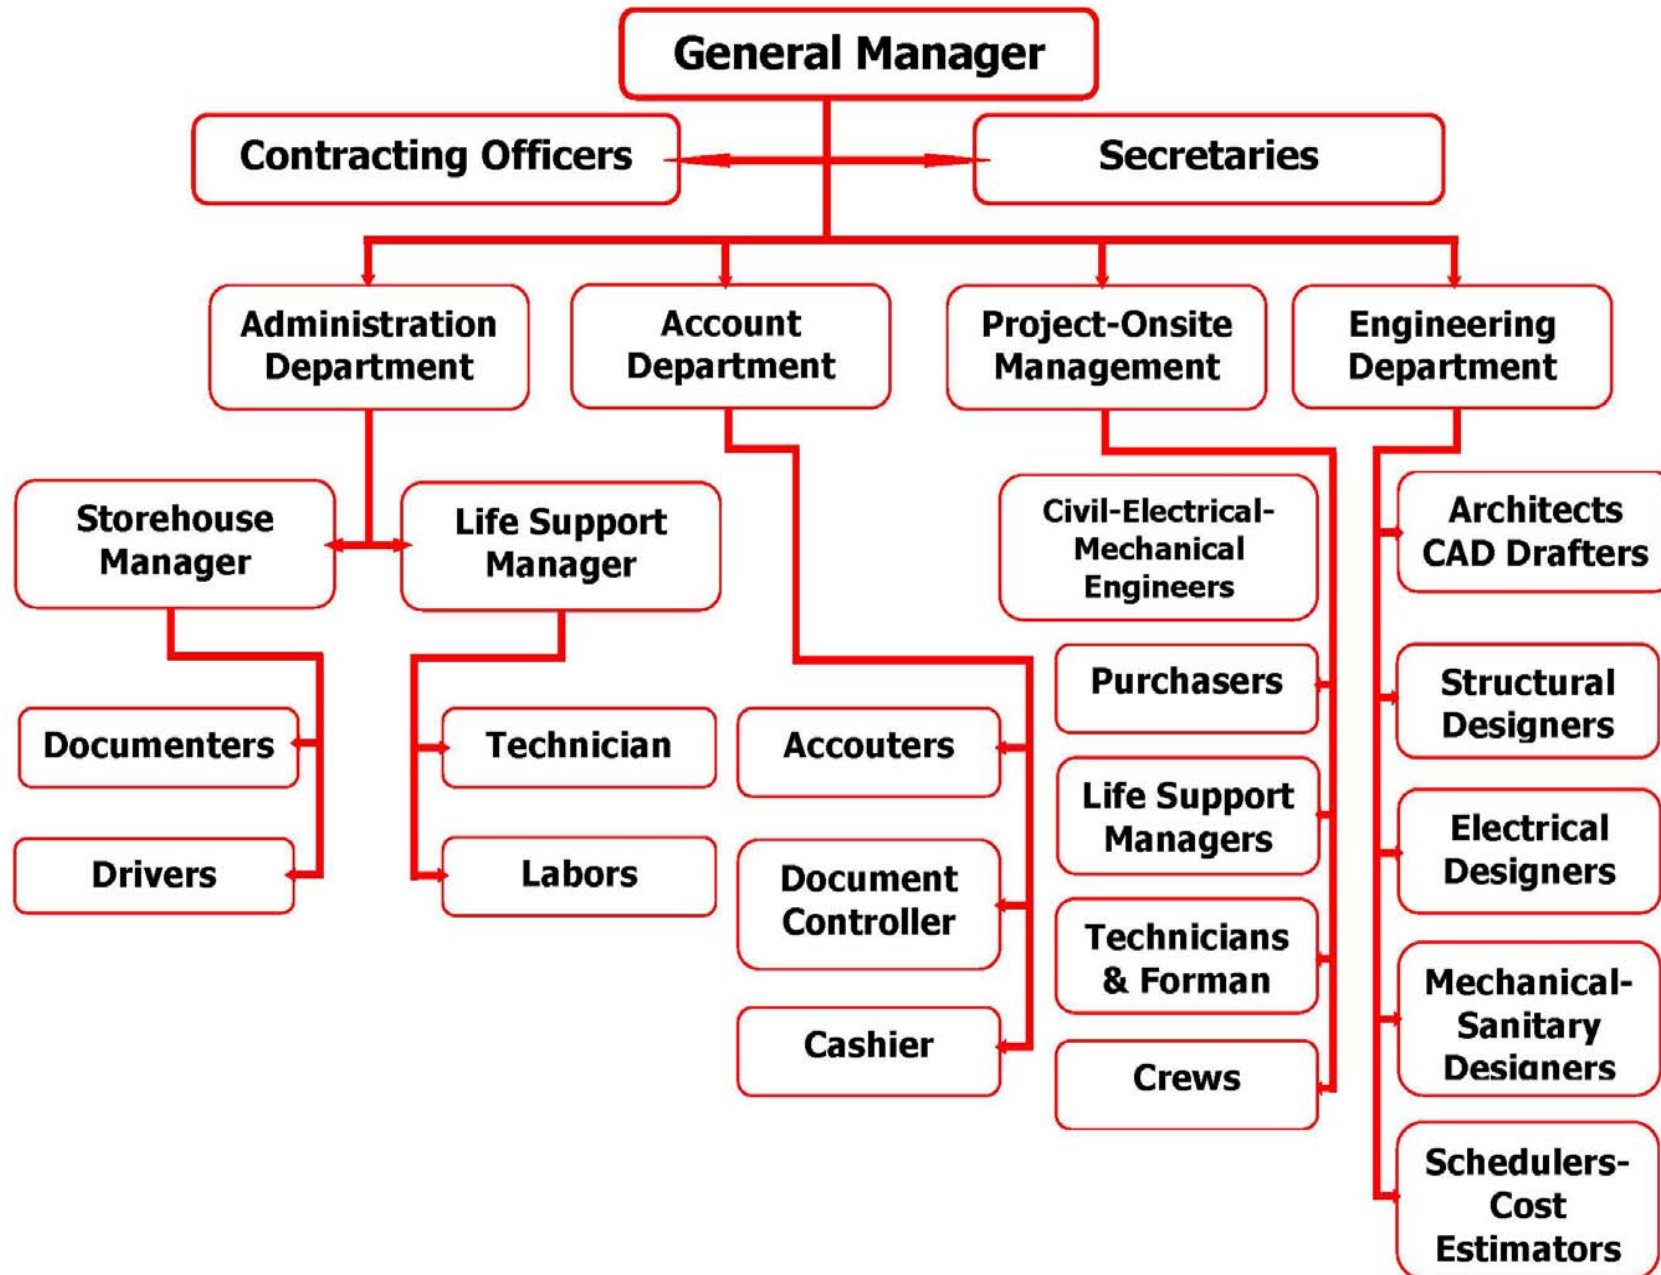 General Manager
Contracting Officers
Secretaries
Administration
Department
Account
Department
Project-Onsite
Management
Engineering
Department
Storehouse
Manager
Life Support
Manager
Documenters
Drivers
Technician
Labors
Accouters
Document
Controller
Cashier
Civil-Electrical-
Mechanical
Engineers
Purchasers
Life Support
Managers
Technicians
& Forman
Crews
Architects
CAD Drafters
Structural
Designers
Electrical
Designers
Mechanical-
Sanitary
Designers
Schedulers-
Cost
Estimators